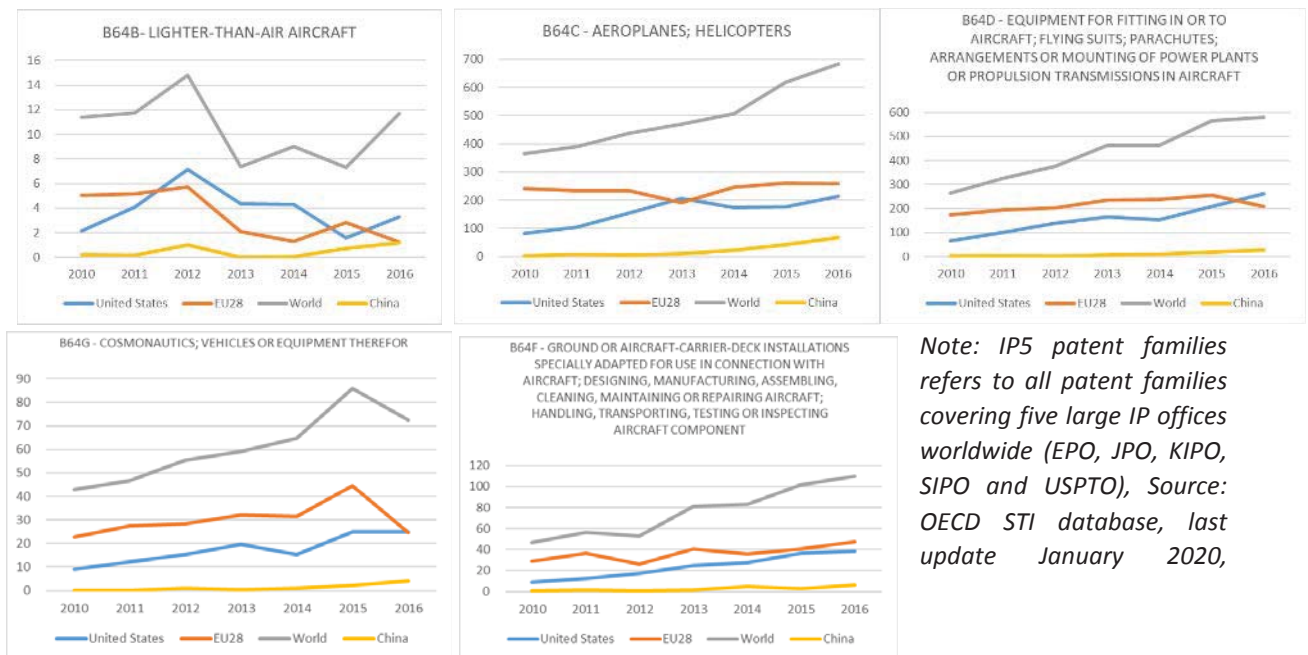 B64B- LIGHTER-THAN-AIR AIRCRAFT
16
14
12
10
8
6
4
2
0
2010 2011 2012 2013 2014 2015 2016
United States EU28 World China
B64C - AEROPLANES; HELICOPTERS
700
600
500
400
300
200
100
0
2010 2011 2012 2013 2014 2015 2016
United States EU28 World China
B64D - EQUIPMENT FOR FITTING IN OR TO
AIRCRAFT; FLYING SUITS; PARACHUTES;
ARRANGEMENTS OR MOUNTING OF POWER PLANTS
OR PROPULSION TRANSMISSIONS IN AIRCRAFT
600
500
400
300
200
100
0
2010 2011 2012 2013 2014 2015 2016
United States EU28 World China
B64G - COSMONAUTICS; VEHICLES OR EQUIPMENT THEREFOR
90
80
70
60
50
40
30
20
10
0
2010 2011 2012 2013 2014 2015 2016
United States EU28 World China
B64F - GROUND OR AIRCRAFT-CARRIER-DECK INSTALLATIONS
SPECIALLY ADAPTED FOR USE IN CONNECTION WITH
AIRCRAFT; DESIGNING, MANUFACTURING, ASSEMBLING,
CLEANING, MAINTAINING OR REPAIRING AIRCRAFT;
HANDLING, TRANSPORTING, TESTING OR INSPECTING
AIRCRAFT COMPONENT
120
100
80
60
40
20
0
2010 2011 2012 2013 2014 2015 2016
United States EU28 World China
Note: IP5 patent families
refers to all patent families
covering five large IP offices
worldwide (EPO, JPO, KIPO,
SIPO and USPTO), Source:
OECD STI database, last
update January 2020,